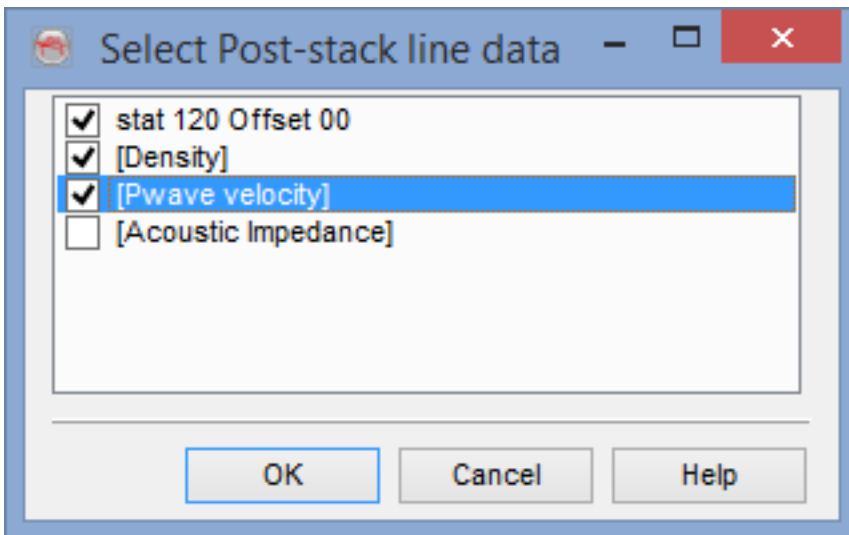 Select Post-stack line data
stat 120 Offset 00
[Density]
[Pwave velocity]
[Acoustic Impedance]
OK Cancel Help